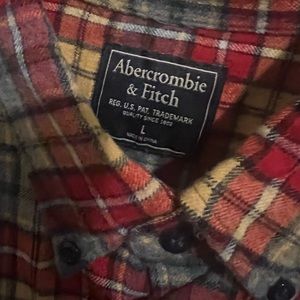 Abercrombie
& Fitch
REG. U.S. PAT. TRADEMARK
QUALITY SINCE 1892
L
MADE IN CHINA